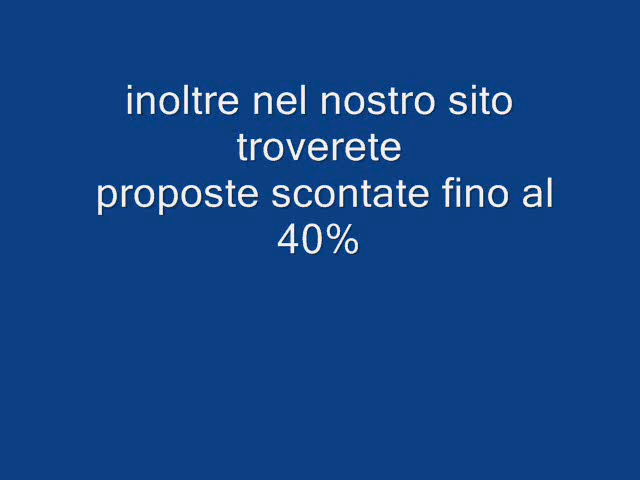 inoltre nel nostro sito
troverete
proposte scontate fino al
40%